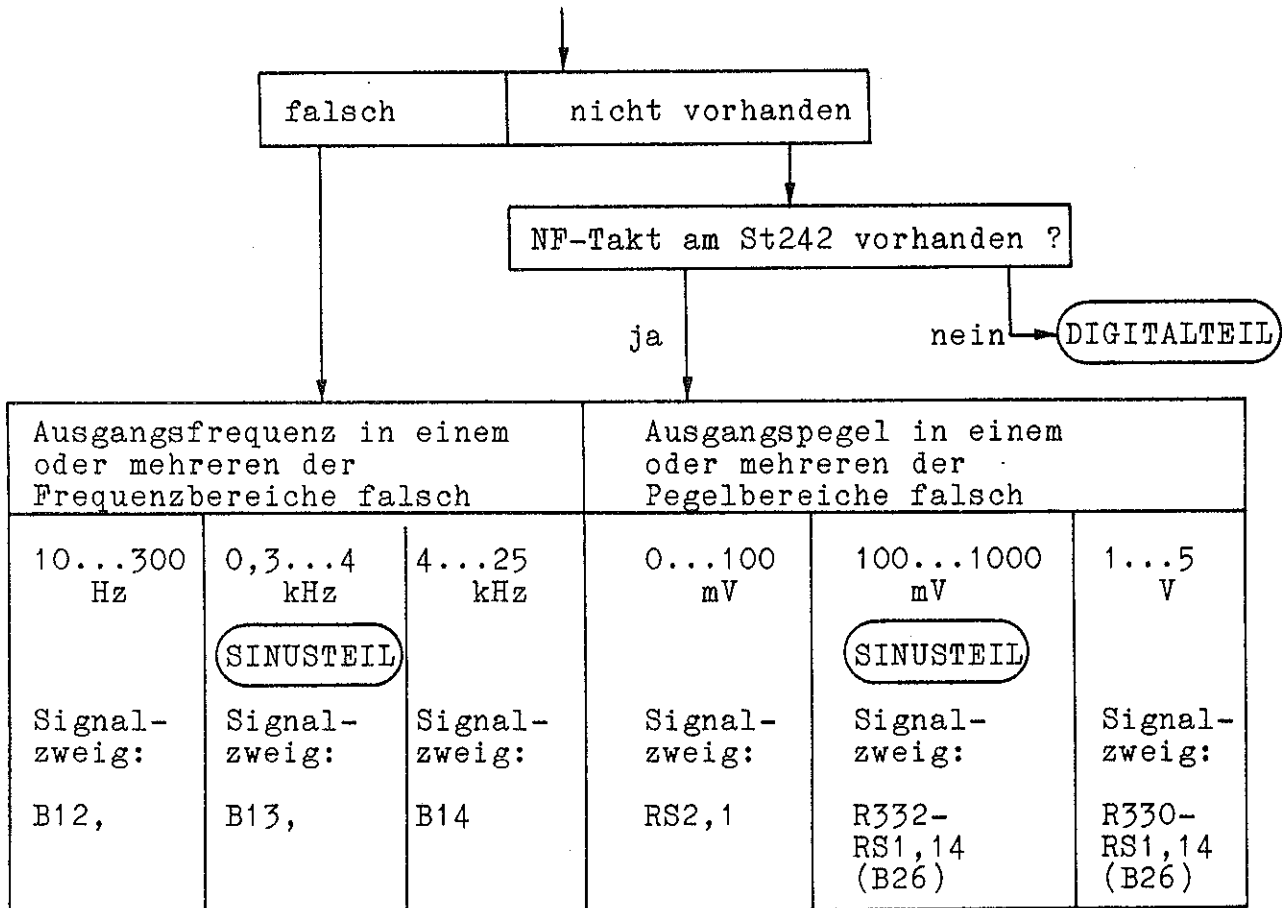 falsch
nicht vorhanden
NF-Takt am St242 vorhanden ?
ja
nein
DIGITALTEIL
Ausgangsfrequenz in einem
oder mehreren der
Frequenzbereiche falsch
Ausgangspegel in einem
oder mehreren der
Pegelbereiche falsch
10...300
Hz
0,3...4
kHz
4...25
kHz
0...100
mV
100...1000
mV
1...5
V
SINUSTEIL
SINUSTEIL
Signal-
zweig:
Signal-
zweig:
Signal-
zweig:
Signal-
zweig:
Signal-
zweig:
Signal-
zweig:
B12,
B13,
B14
RS2,1
R332-
RS1,14
(B26)
R330-
RS1,14
(B26)